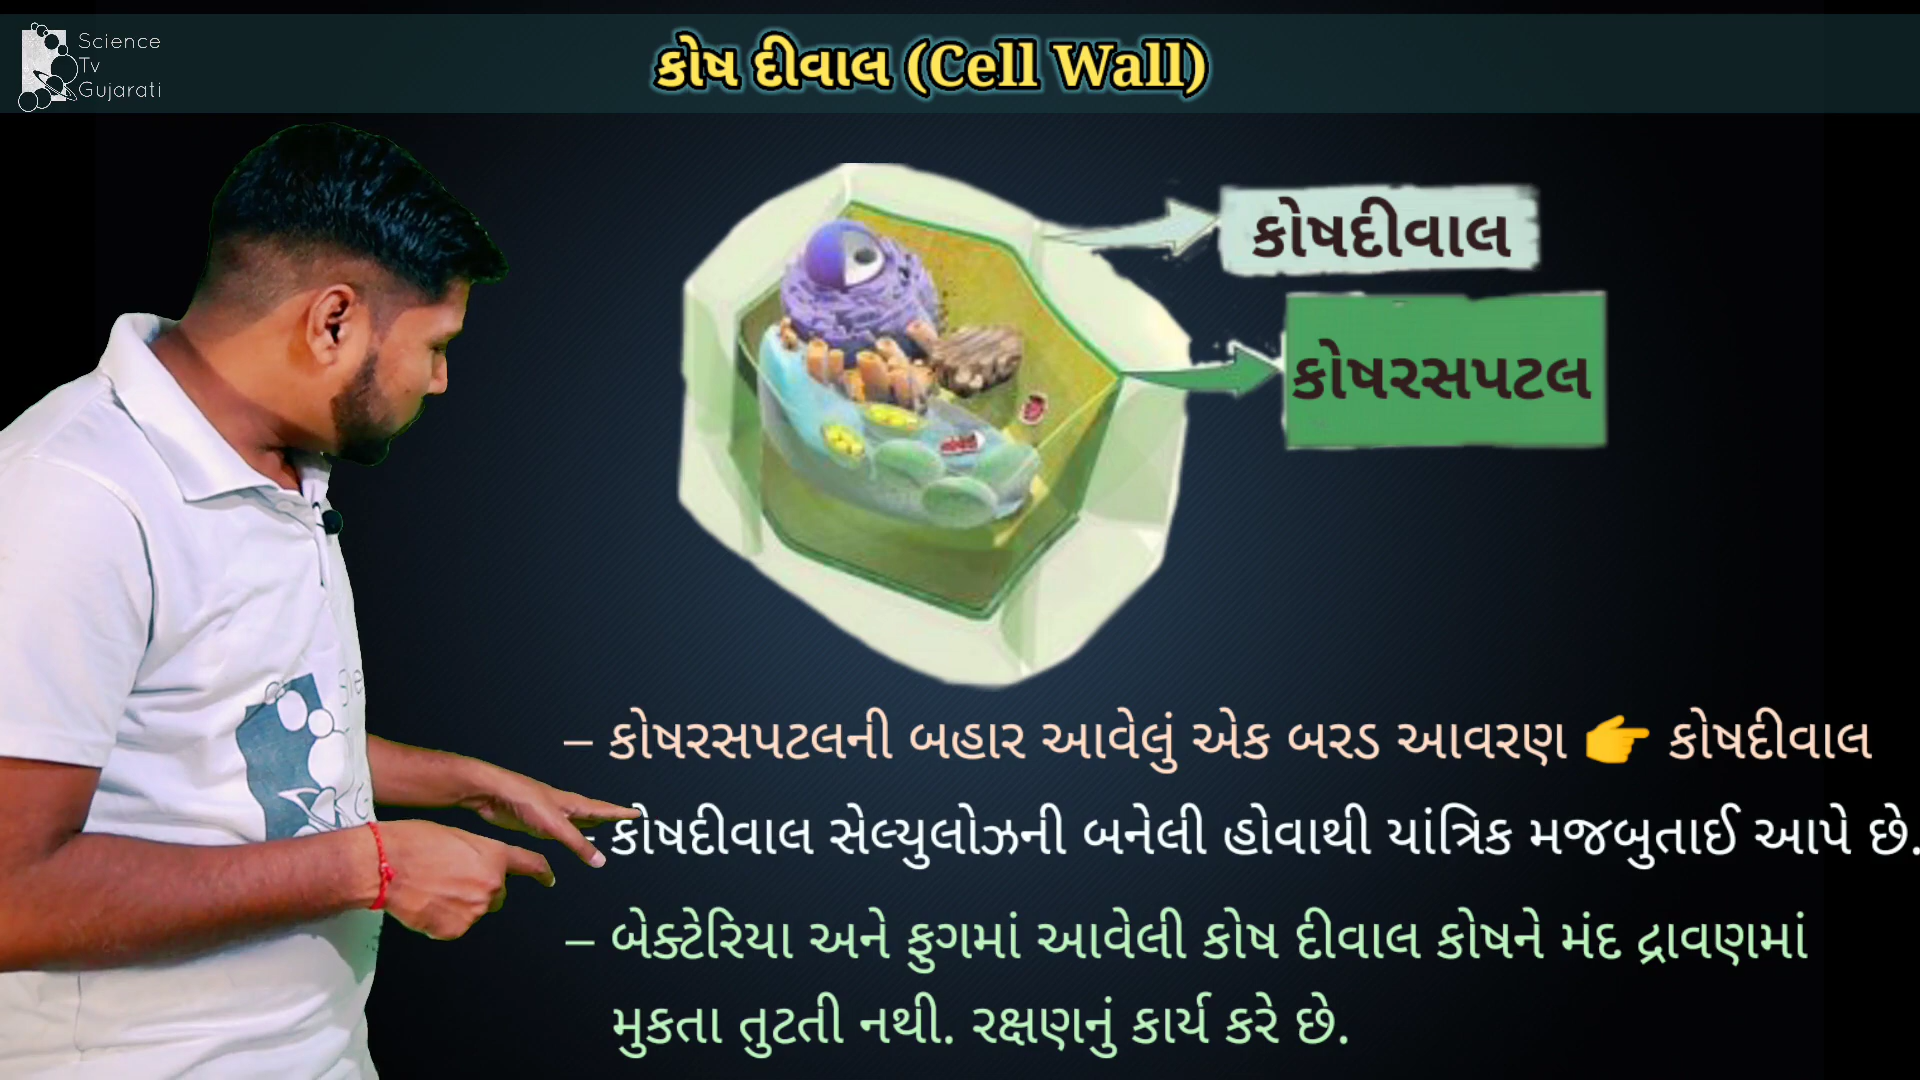 Science
Tv
Gujarati
કોષ દીવાલ (Cell Wall)
કોષદીવાલ
કોષરસપટલ
– કોષરસપટલની બહાર આવેલું એક બરડ આવરણ 👉 કોષદીવાલ
– કોષદીવાલ સેલ્યુલોઝની બનેલી હોવાથી યાંત્રિક મજબુતાઈ આપે છે.
– બેક્ટેરિયા અને ફુગમાં આવેલી કોષ દીવાલ કોષને મંદ દ્રાવણમાં
મુકતા તુટતી નથી. રક્ષણનું કાર્ય કરે છે.